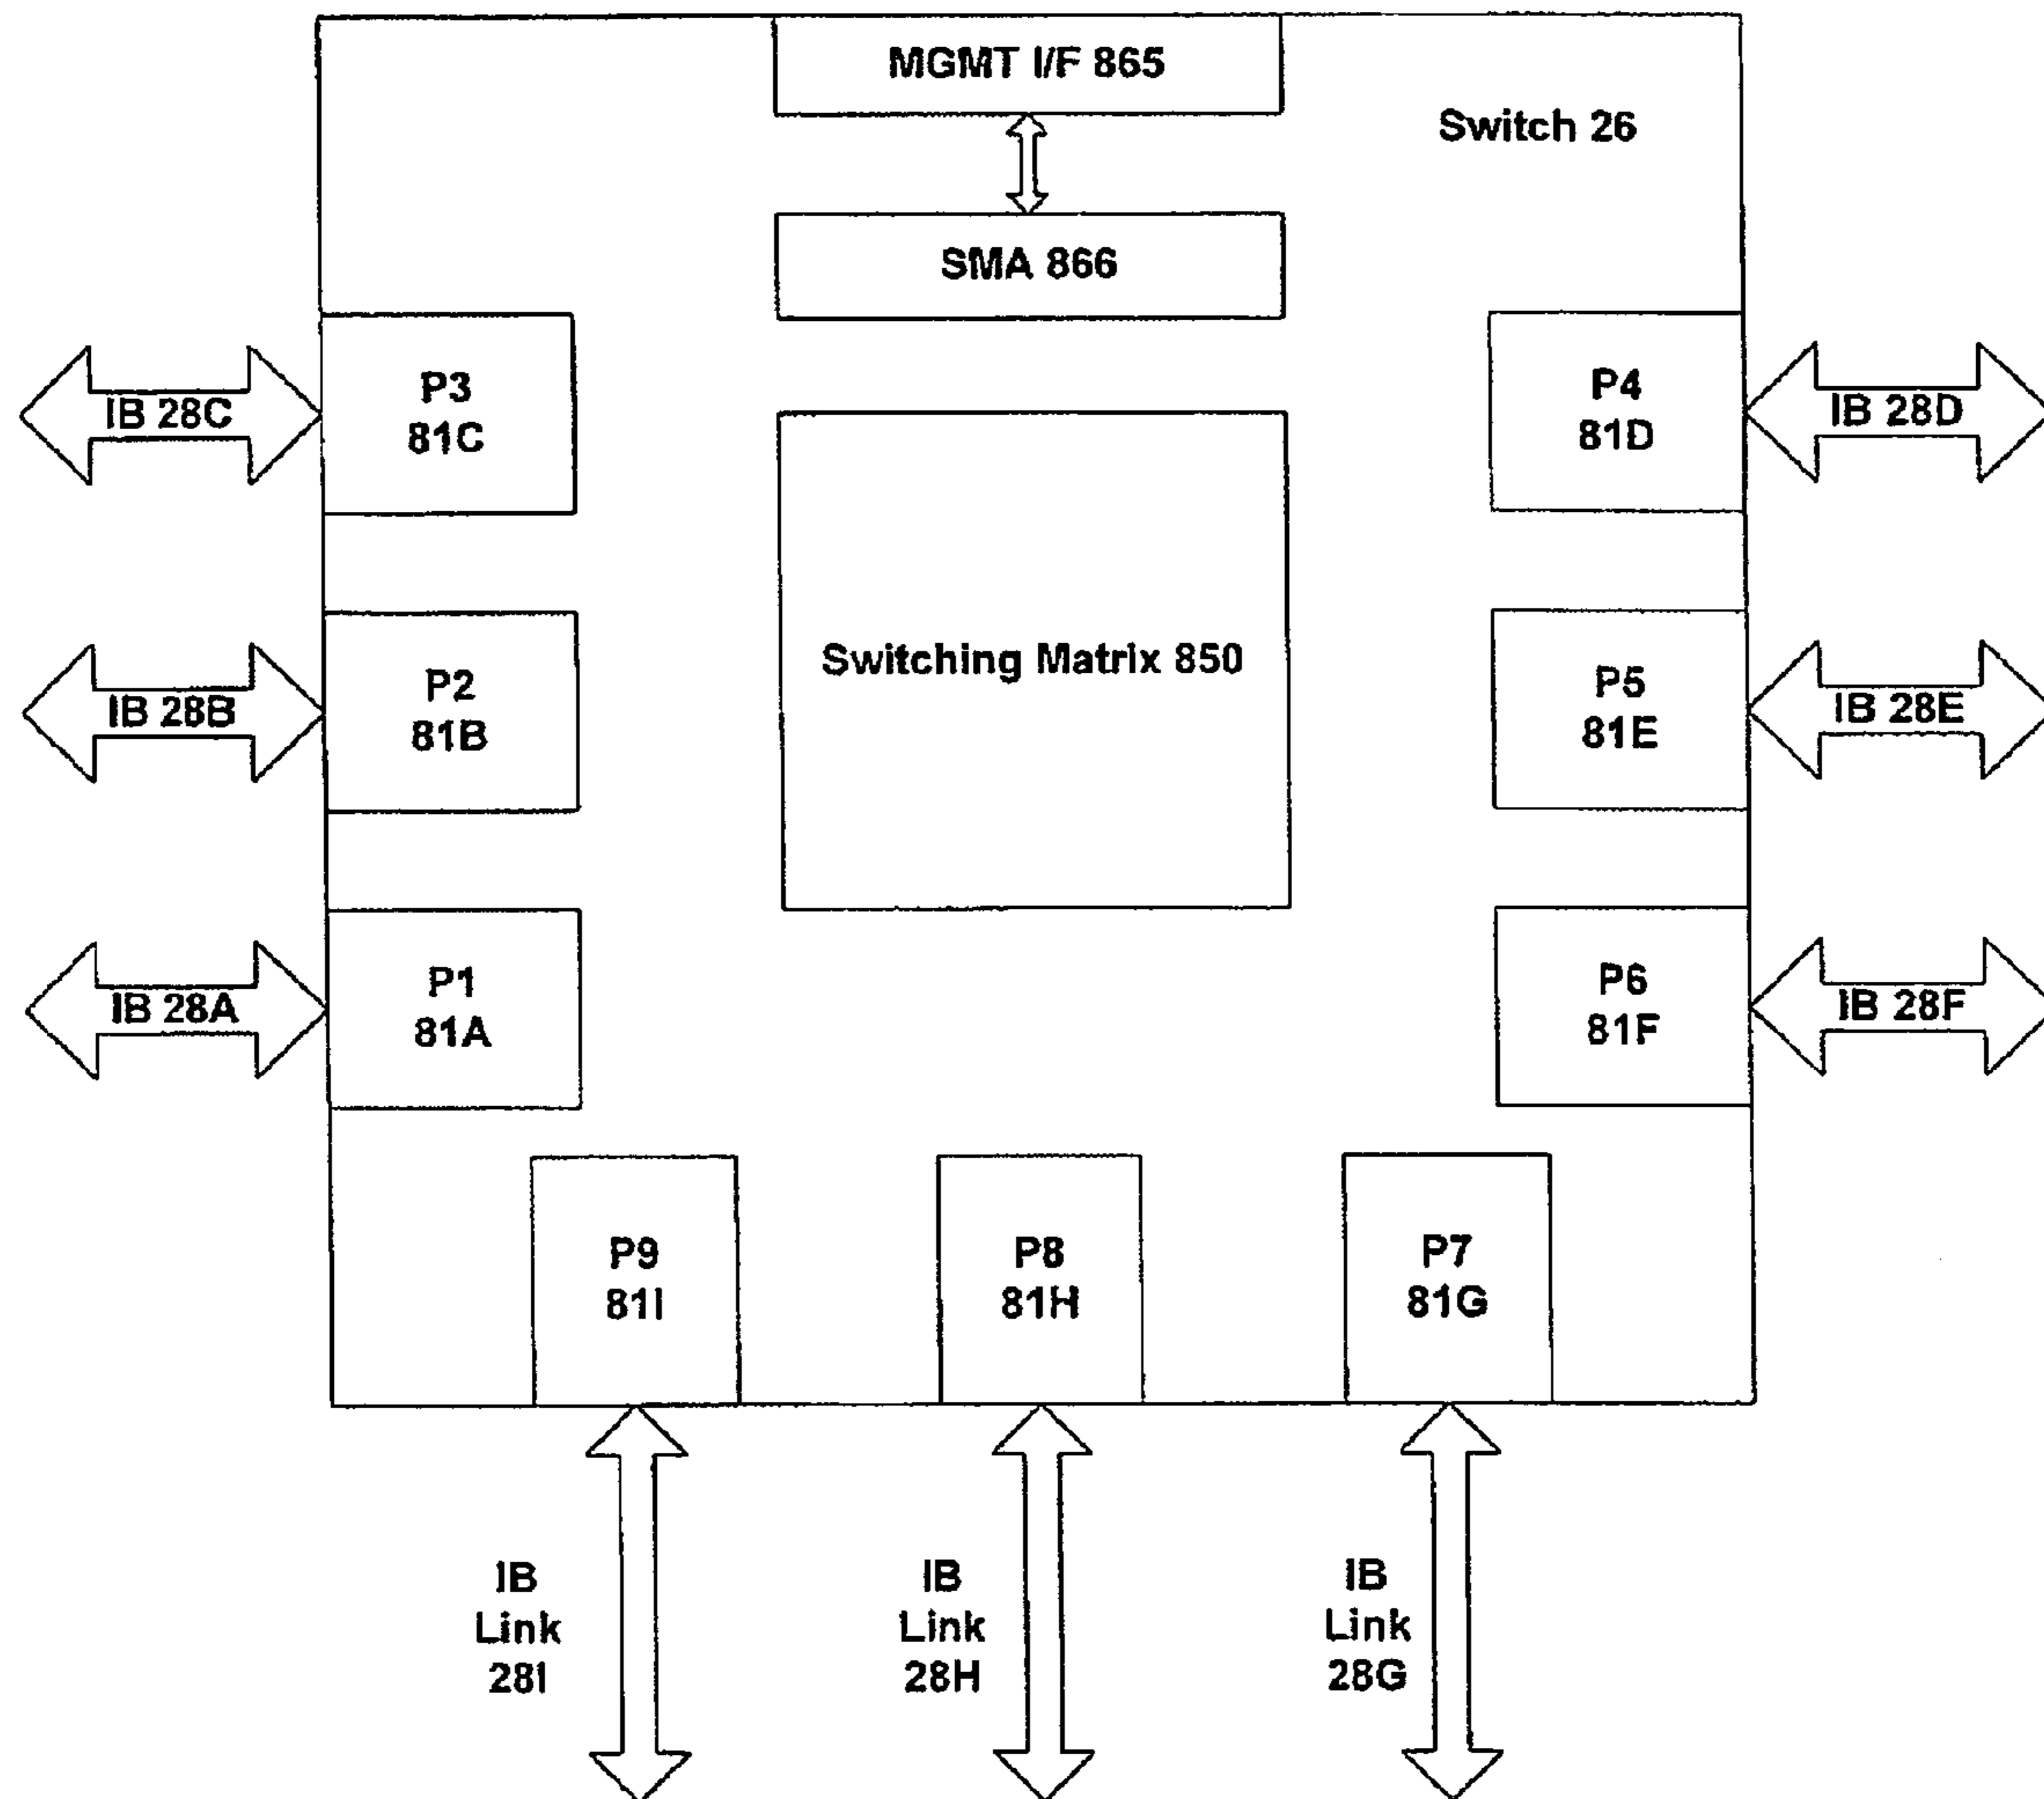 MGMT I/F 865
Switch 26
SMA 866
IB 28C
P3
81C
P4
81D
IB 28D
Switching Matrix 850
IB 28B
P2
81B
P5
81E
IB 28E
IB 28A
P1
81A
P6
81F
IB 28F
P9
81I
P8
81H
P7
81G
IB
Link
28I
IB
Link
28H
IB
Link
28G